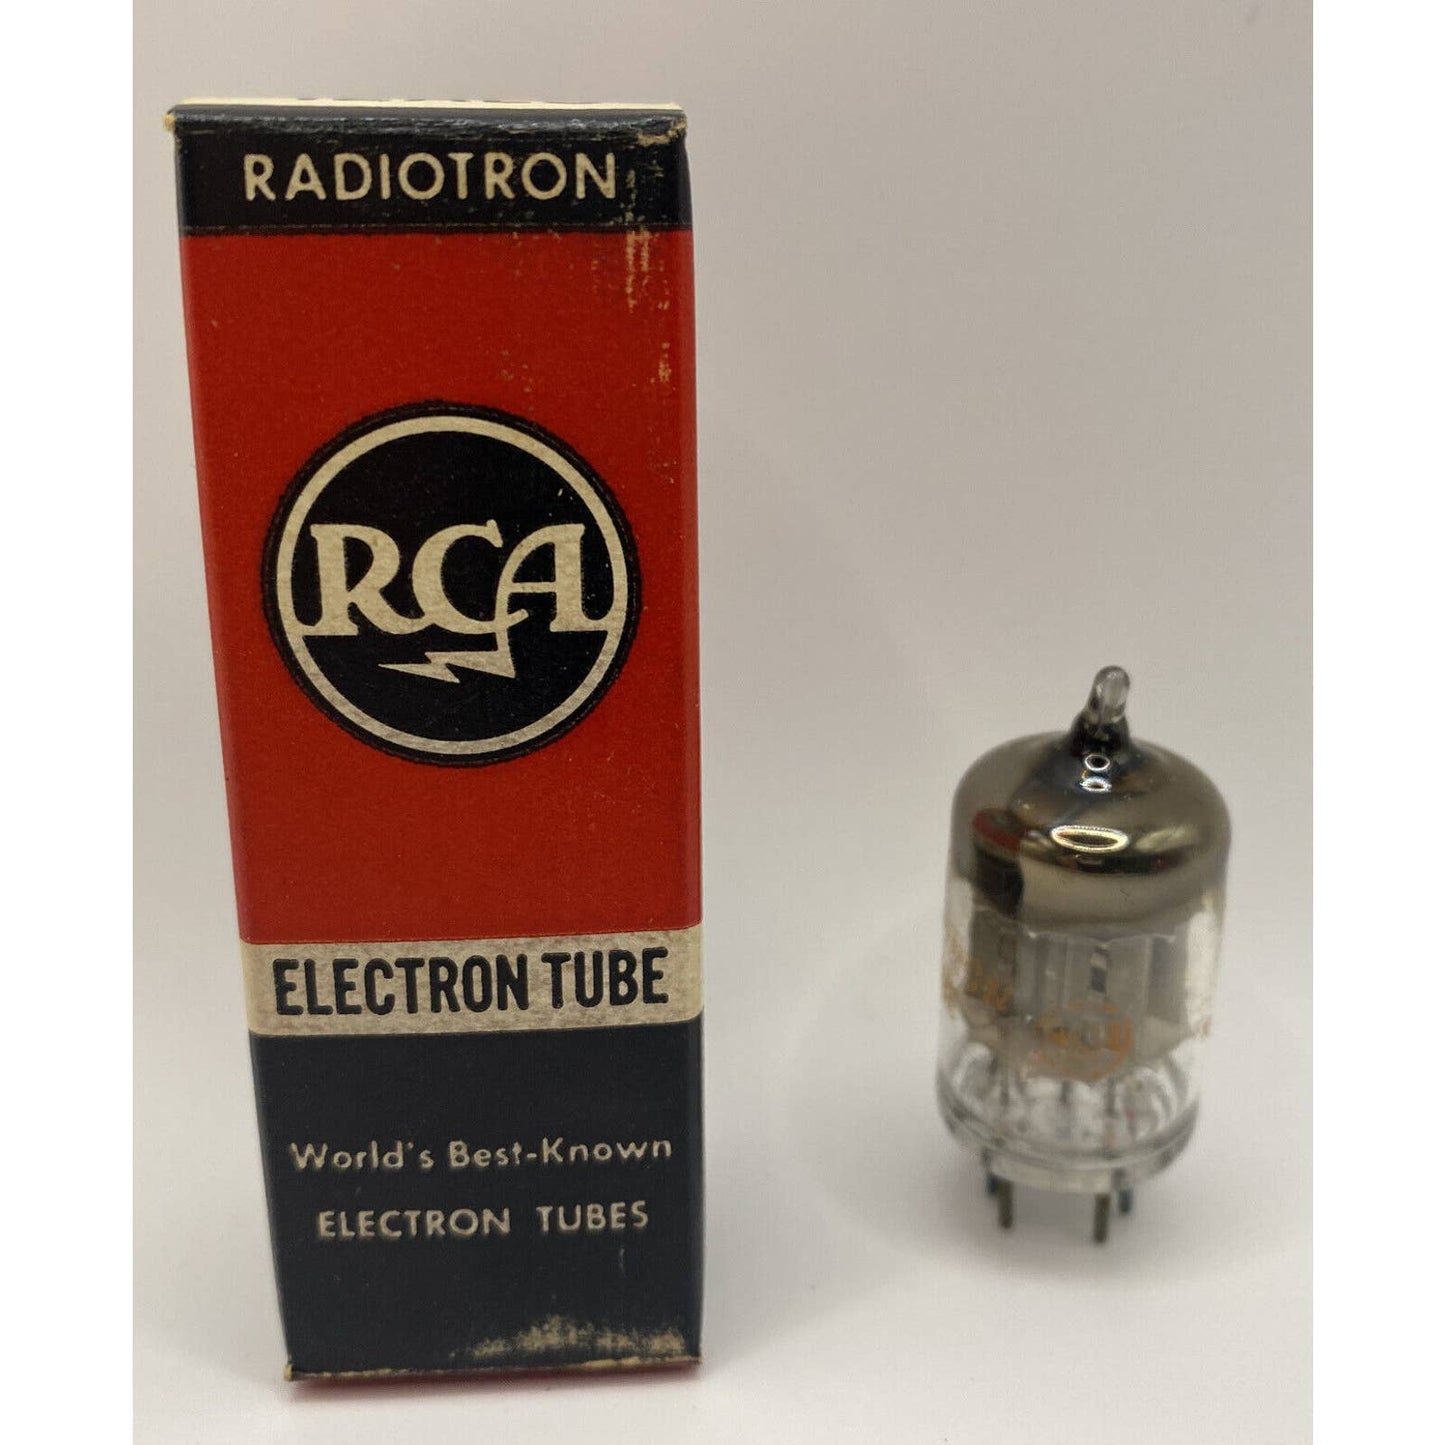 RADIOTRON
RCA
ELECTRON TUBE
World's Best-Known
ELECTRON TUBES